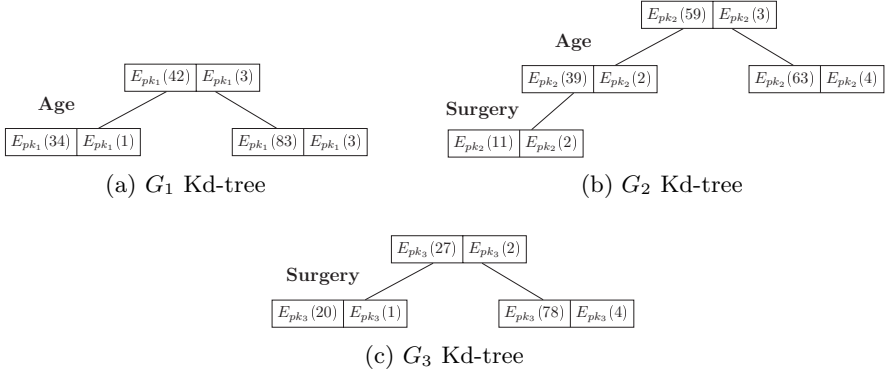 E_{pk_1}(42) E_{pk_1}(3)
Age
E_{pk_1}(34) E_{pk_1}(1) E_{pk_1}(83) E_{pk_1}(3)
(a) G_1 Kd-tree
E_{pk_2}(59) E_{pk_2}(3)
Age
E_{pk_2}(39) E_{pk_2}(2) E_{pk_2}(63) E_{pk_2}(4)
Surgery
E_{pk_2}(11) E_{pk_2}(2)
(b) G_2 Kd-tree
E_{pk_3}(27) E_{pk_3}(2)
Surgery
E_{pk_3}(20) E_{pk_3}(1) E_{pk_3}(78) E_{pk_3}(4)
(c) G_3 Kd-tree